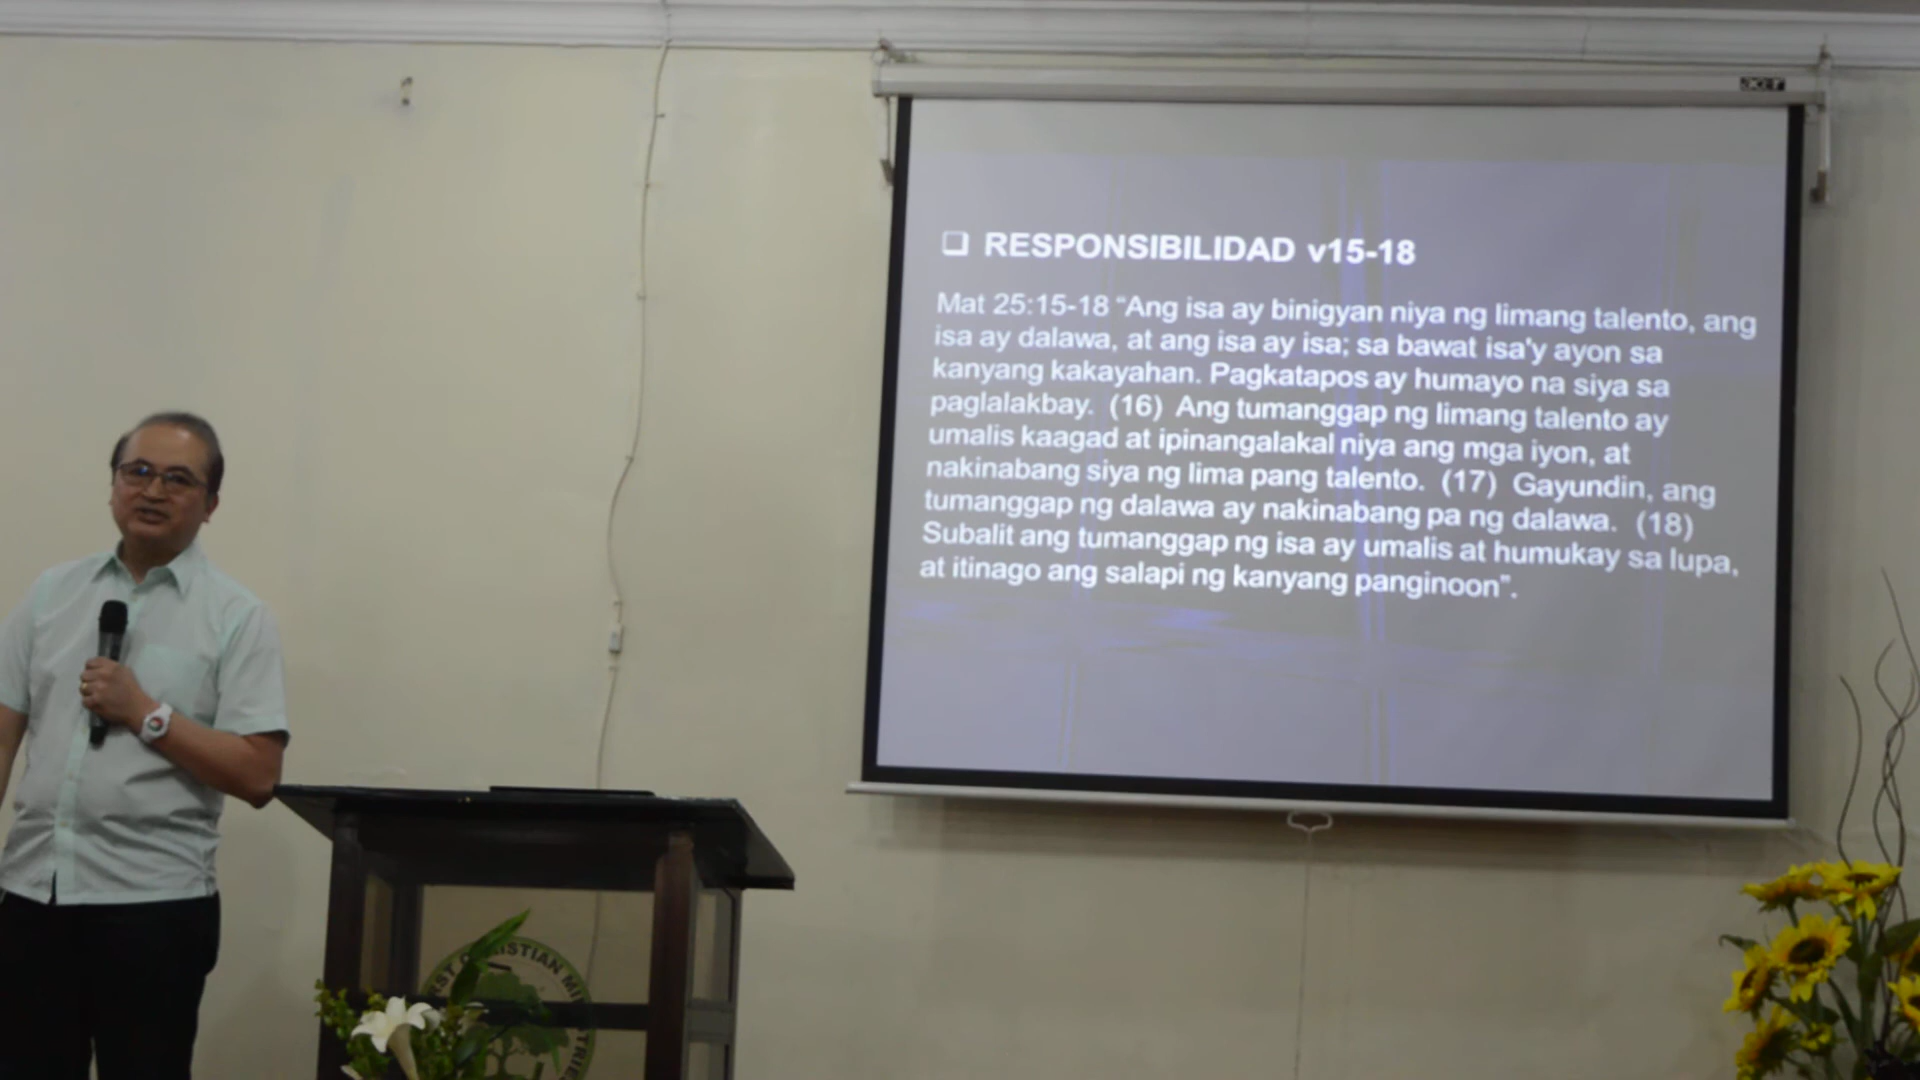 acer
❑ RESPONSIBILIDAD v15-18
Mat 25:15-18 “Ang isa ay binigyan niya ng limang talento, ang
isa ay dalawa, at ang isa ay isa; sa bawat isa'y ayon sa
kanyang kakayahan. Pagkatapos ay humayo na siya sa
paglalakbay. (16) Ang tumanggap ng limang talento ay
umalis kaagad at ipinangalakal niya ang mga iyon, at
nakinabang siya ng lima pang talento. (17) Gayundin, ang
tumanggap ng dalawa ay nakinabang pa ng dalawa. (18)
Subalit ang tumanggap ng isa ay umalis at humukay sa lupa,
at itinago ang salapi ng kanyang panginoon”.